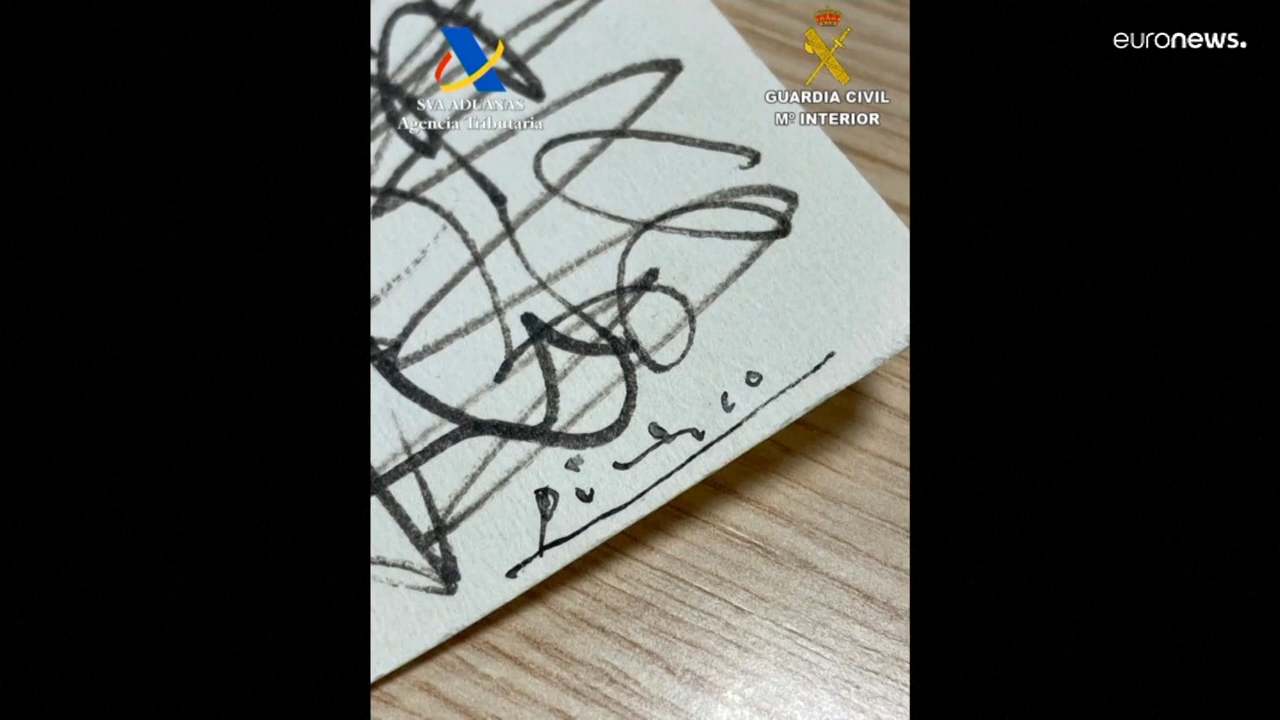 euronews.
SVA ADUANAS
Agencia Tributaria
GUARDIA CIVIL
Mº INTERIOR
Picasso